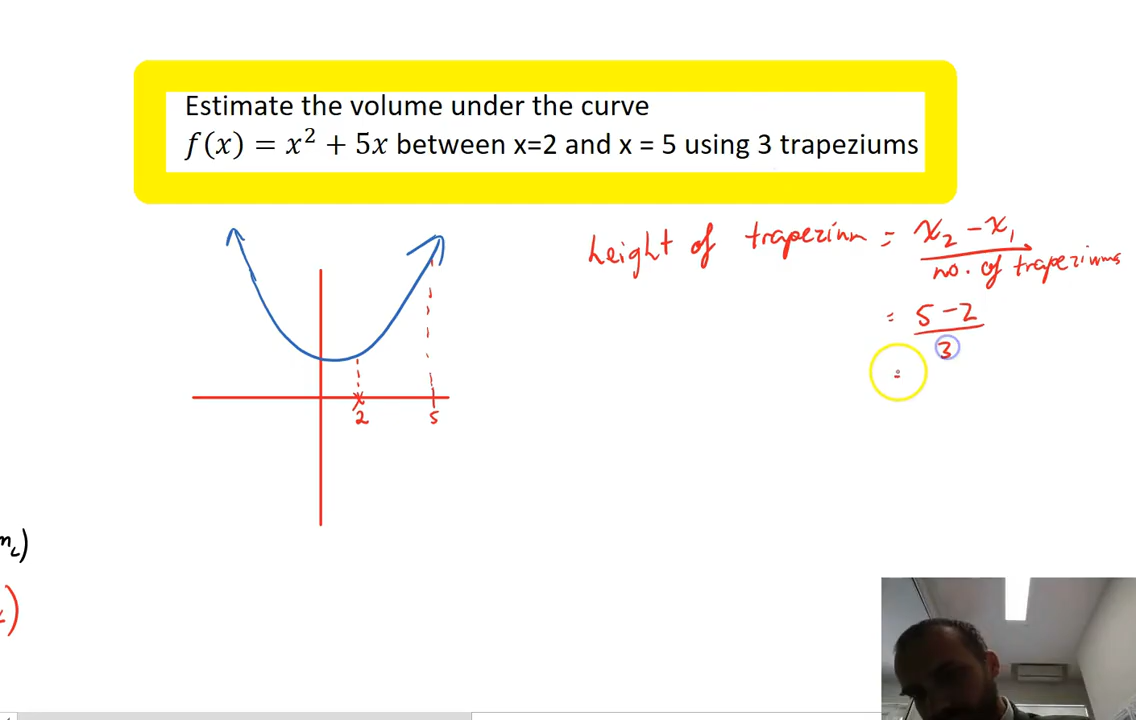 Estimate the volume under the curve
f(x) = x² + 5x between x=2 and x = 5 using 3 trapeziums
height of trapezium = x₂ - x₁
no. of trapeziums
= 5 - 2
3
=
2
5